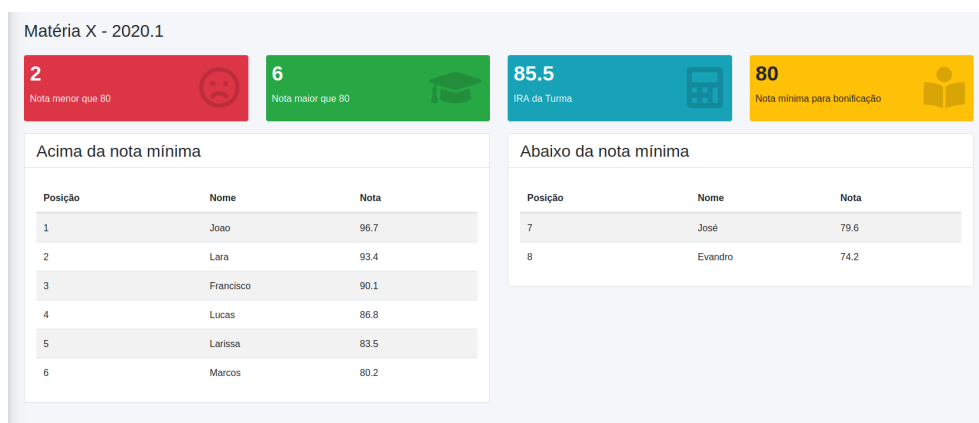 Matéria X - 2020.1
2
Nota menor que 80
6
Nota maior que 80
85.5
IRA da Turma
80
Nota mínima para bonificação
Acima da nota mínima
Posição Nome Nota
1 Joao 96.7
2 Lara 93.4
3 Francisco 90.1
4 Lucas 86.8
5 Larissa 83.5
6 Marcos 80.2
Abaixo da nota mínima
Posição Nome Nota
7 José 79.6
8 Evandro 74.2